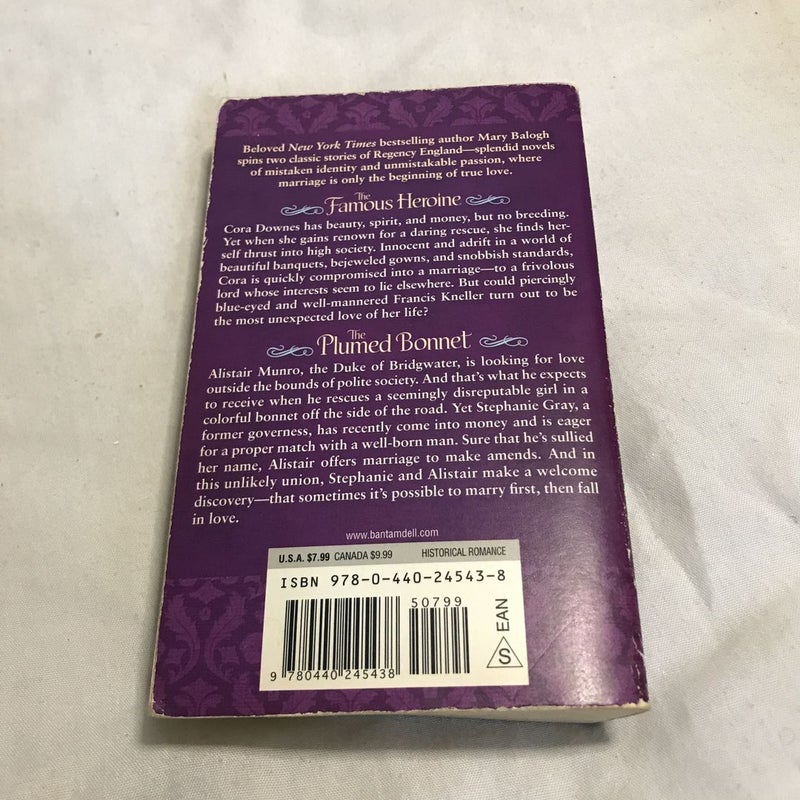 Beloved New York Times bestselling author Mary Balogh
spins two classic stories of Regency England—splendid novels
of mistaken identity and unmistakable passion, where
marriage is only the beginning of true love.
The
Famous Heroine
Cora Downes has beauty, spirit, and money, but no breeding.
Yet when she gains renown for a daring rescue, she finds her-
self thrust into high society. Innocent and adrift in a world of
beautiful banquets, bejeweled gowns, and snobbish standards,
Cora is quickly compromised into a marriage—to a frivolous
lord whose interests seem to lie elsewhere. But could piercingly
blue-eyed and well-mannered Francis Kneller turn out to be
the most unexpected love of her life?
The
Plumed Bonnet
Alistair Munro, the Duke of Bridgwater, is looking for love
outside the bounds of polite society. And that's what he expects
to receive when he rescues a seemingly disreputable girl in a
colorful bonnet off the side of the road. Yet Stephanie Gray, a
former governess, has recently come into money and is eager
for a proper match with a well-born man. Sure that he's sullied
her name, Alistair offers marriage to make amends. And in
this unlikely union, Stephanie and Alistair make a welcome
discovery—that sometimes it's possible to marry first, then fall
in love.
www.bantamdell.com
U.S.A. $7.99 CANADA $9.99 HISTORICAL ROMANCE
ISBN 978-0-440-24543-8
50799
EAN
S
9 780440 245438